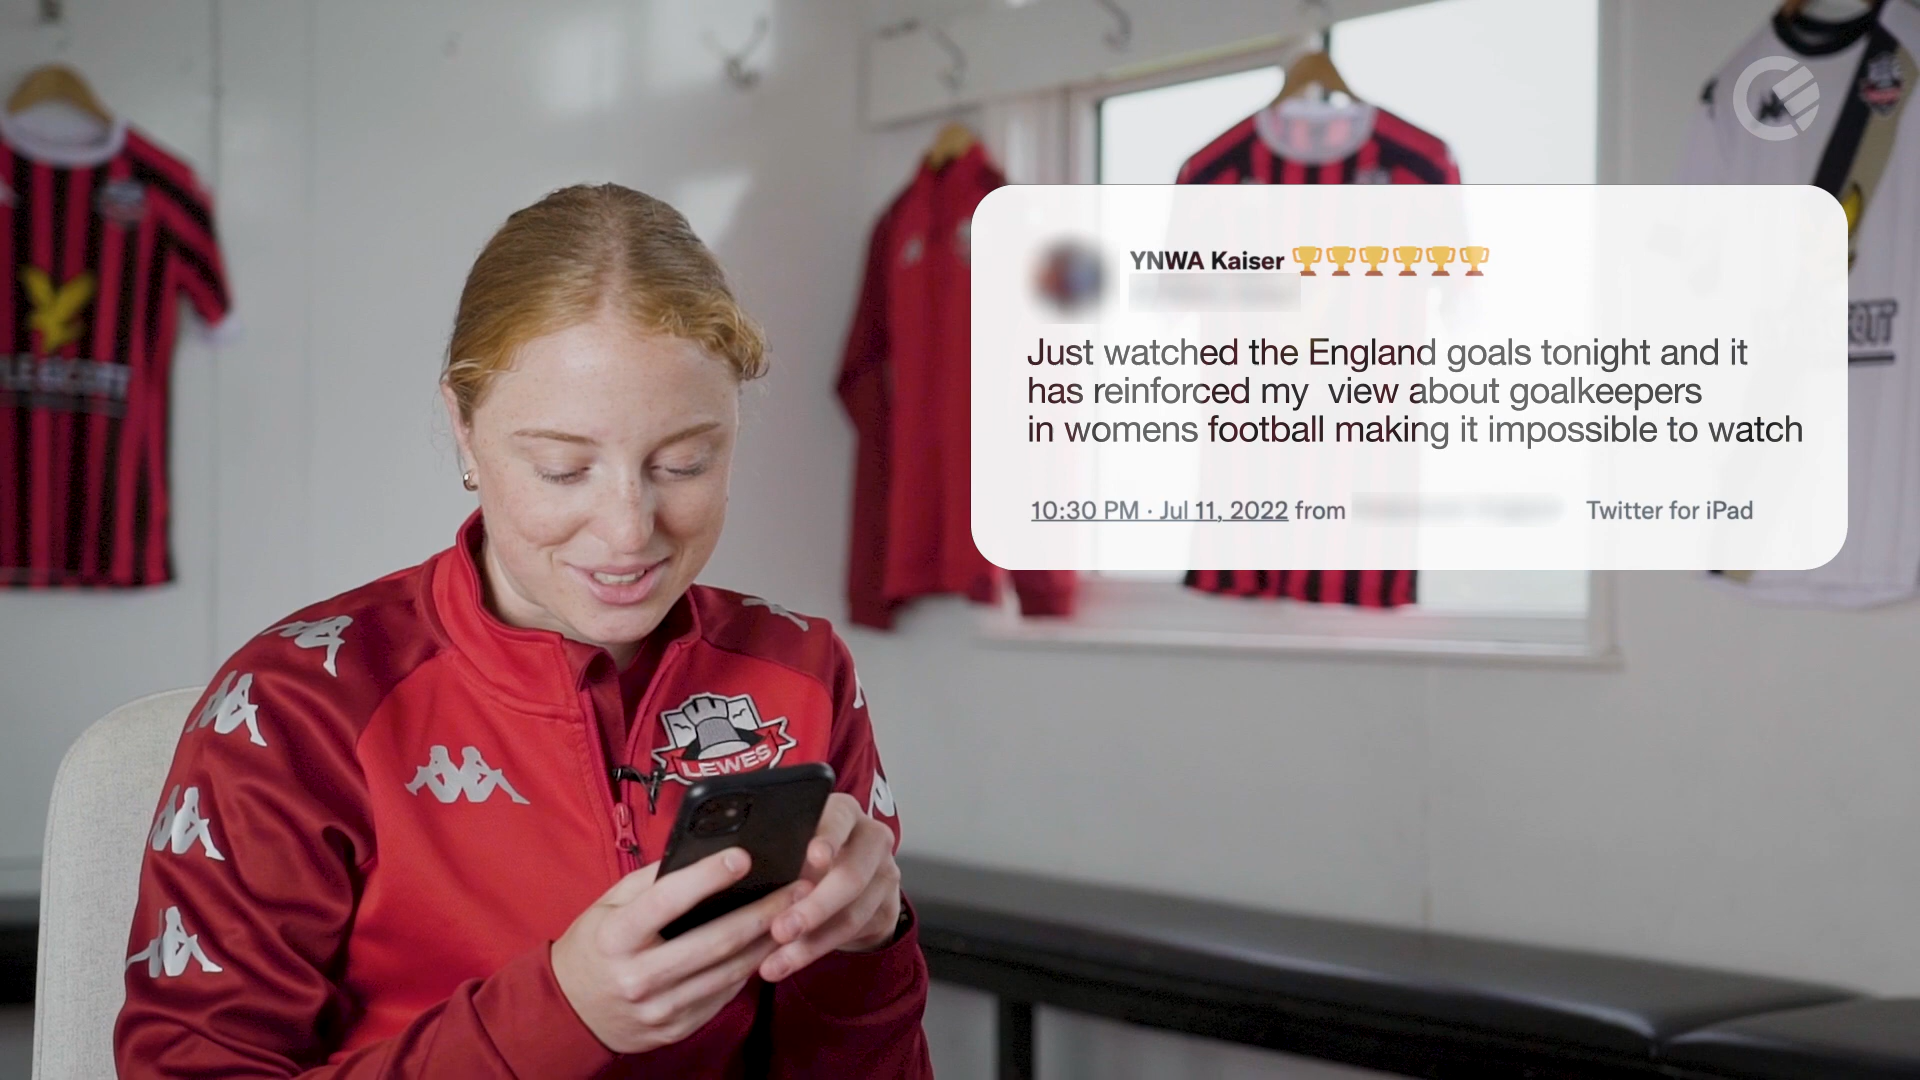 YNWA Kaiser 🏆🏆🏆🏆🏆🏆
Just watched the England goals tonight and it
has reinforced my view about goalkeepers
in womens football making it impossible to watch
10:30 PM · Jul 11, 2022 from
Twitter for iPad
LEWES